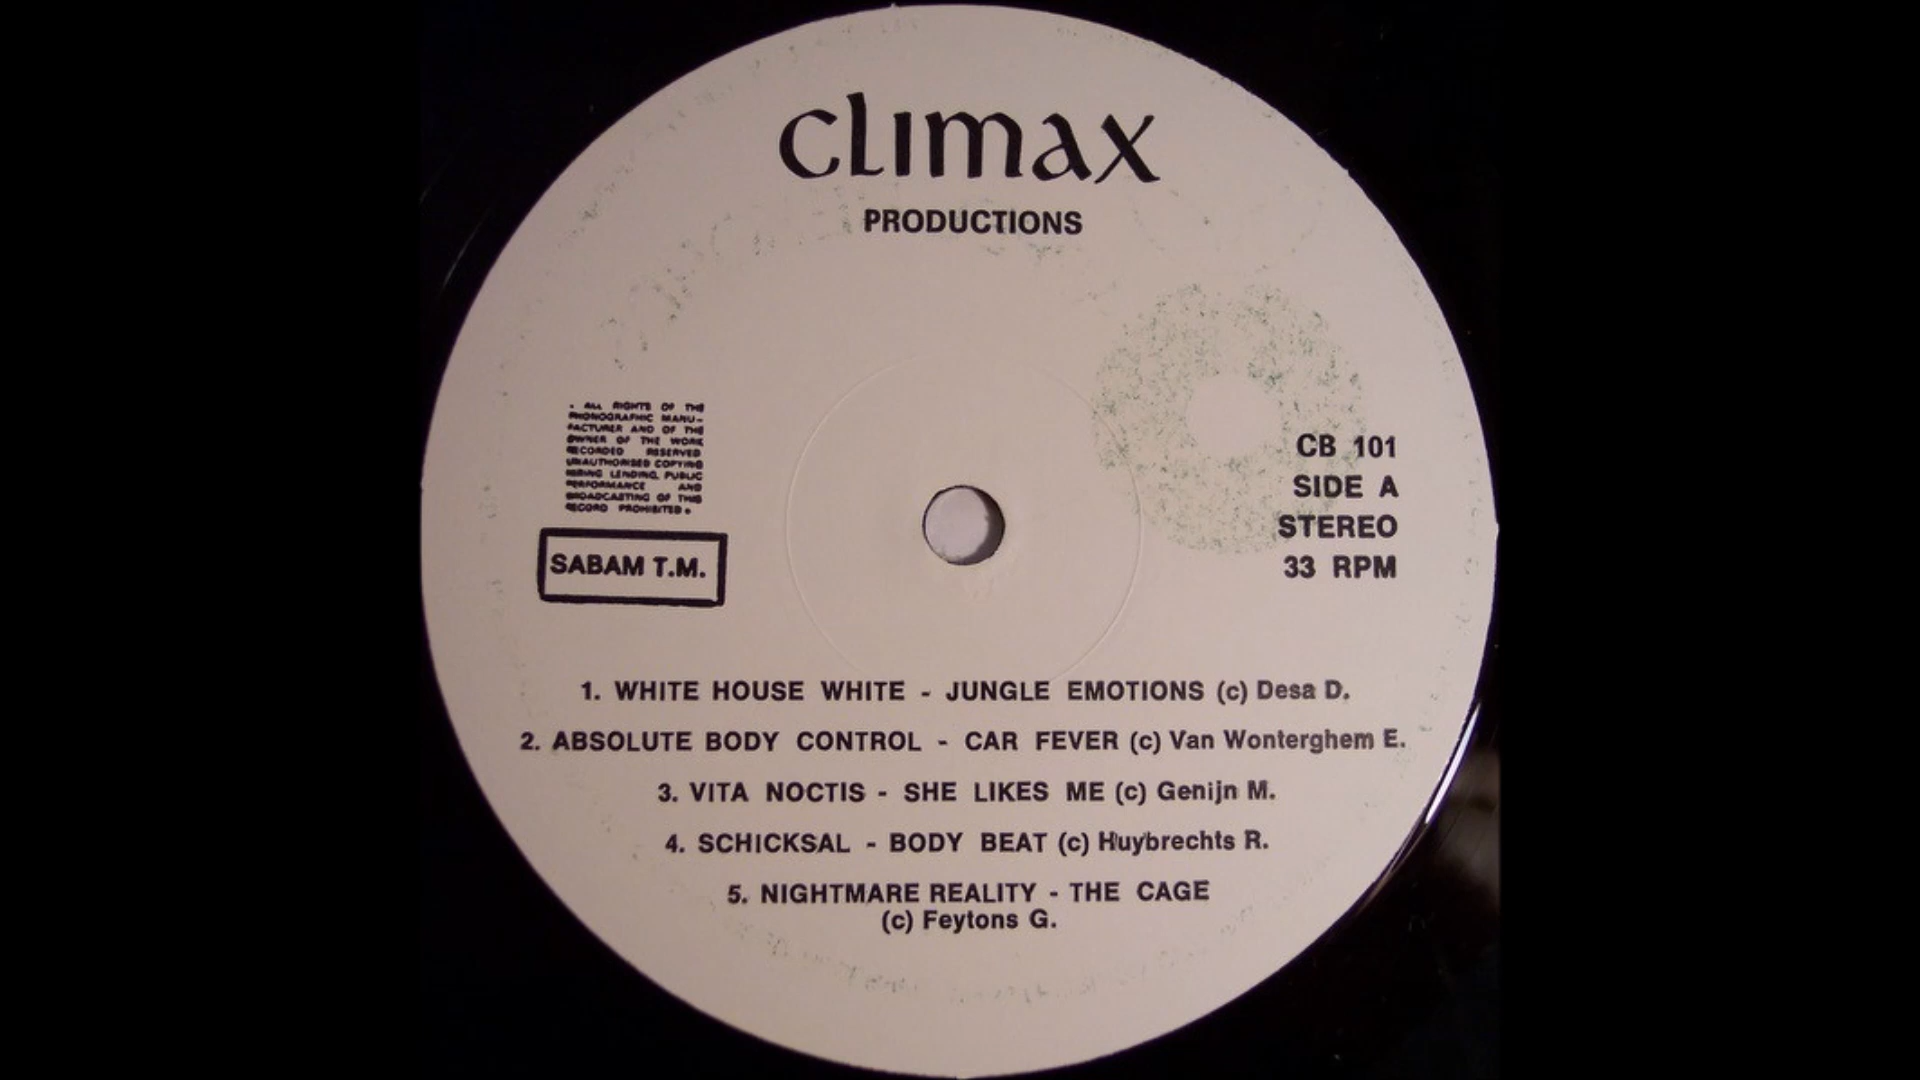 climax
PRODUCTIONS
. ALL RIGHTS OF THE
PHONOGRAPHIC MANU-
FACTURER AND OF THE
OWNER OF THE WORK
RECORDED RESERVED
UNAUTHORISED COPYING
HIRING LENDING, PUBLIC
PERFORMANCE AND
BROADCASTING OF THIS
RECORD PROHIBITED.
SABAM T.M.
CB 101
SIDE A
STEREO
33 RPM
1. WHITE HOUSE WHITE - JUNGLE EMOTIONS (c) Desa D.
2. ABSOLUTE BODY CONTROL - CAR FEVER (c) Van Wonterghem E.
3. VITA NOCTIS - SHE LIKES ME (c) Genijn M.
4. SCHICKSAL - BODY BEAT (c) Huybrechts R.
5. NIGHTMARE REALITY - THE CAGE
(c) Feytons G.